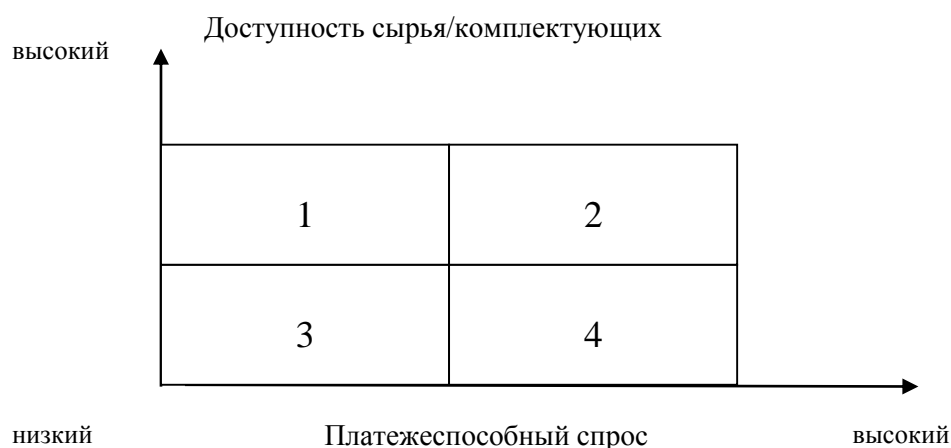 Доступность сырья/комплектующих
высокий
1 2
3 4
низкий Платежеспособный спрос высокий